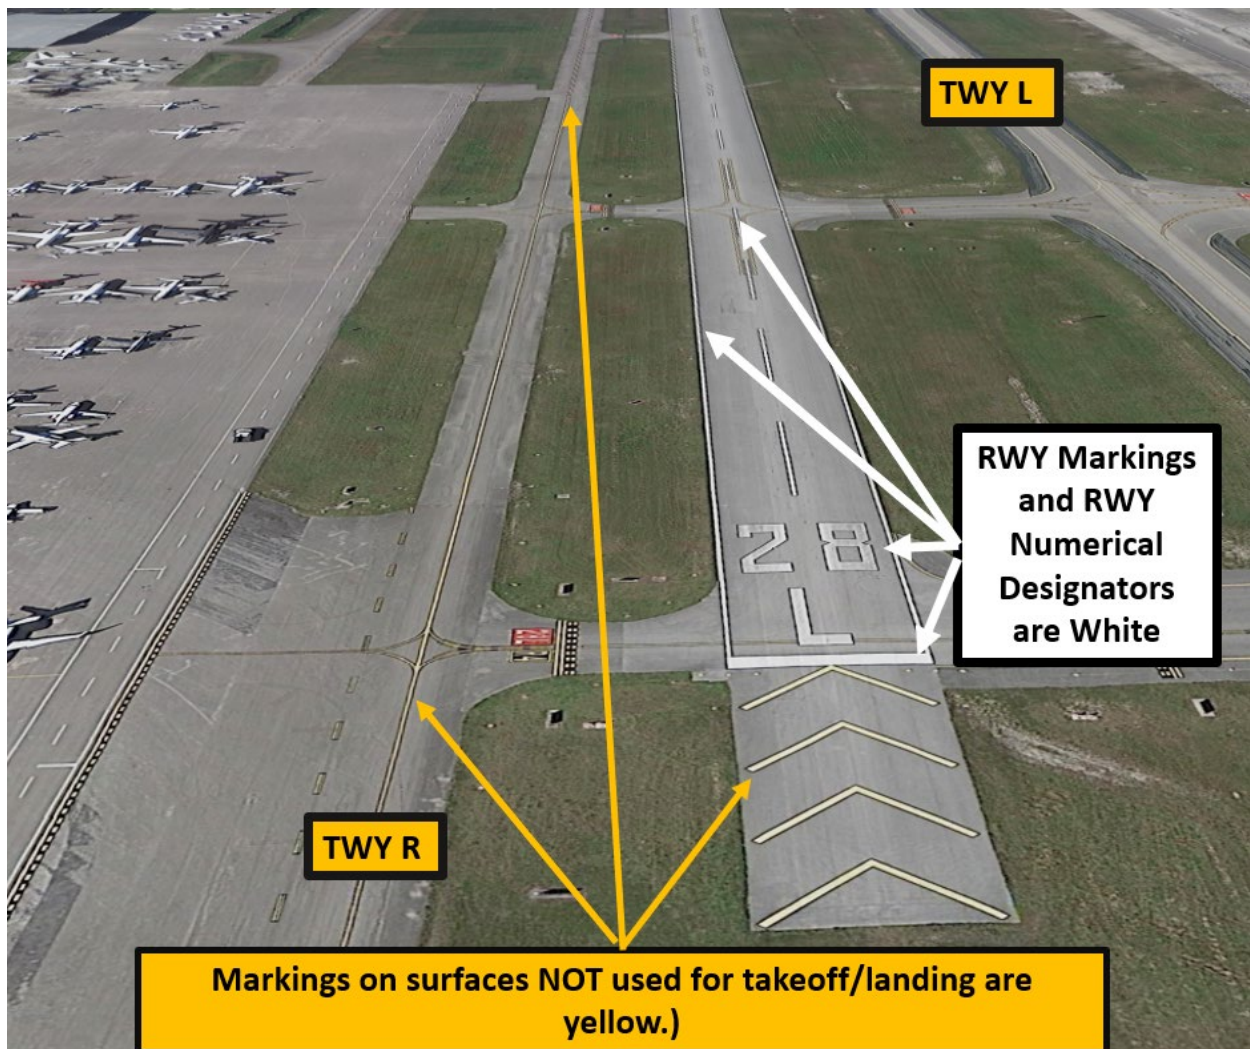 TWY L
RWY Markings
and RWY
Numerical
Designators
are White
28
L
TWY R
Markings on surfaces NOT used for takeoff/landing are
yellow.)